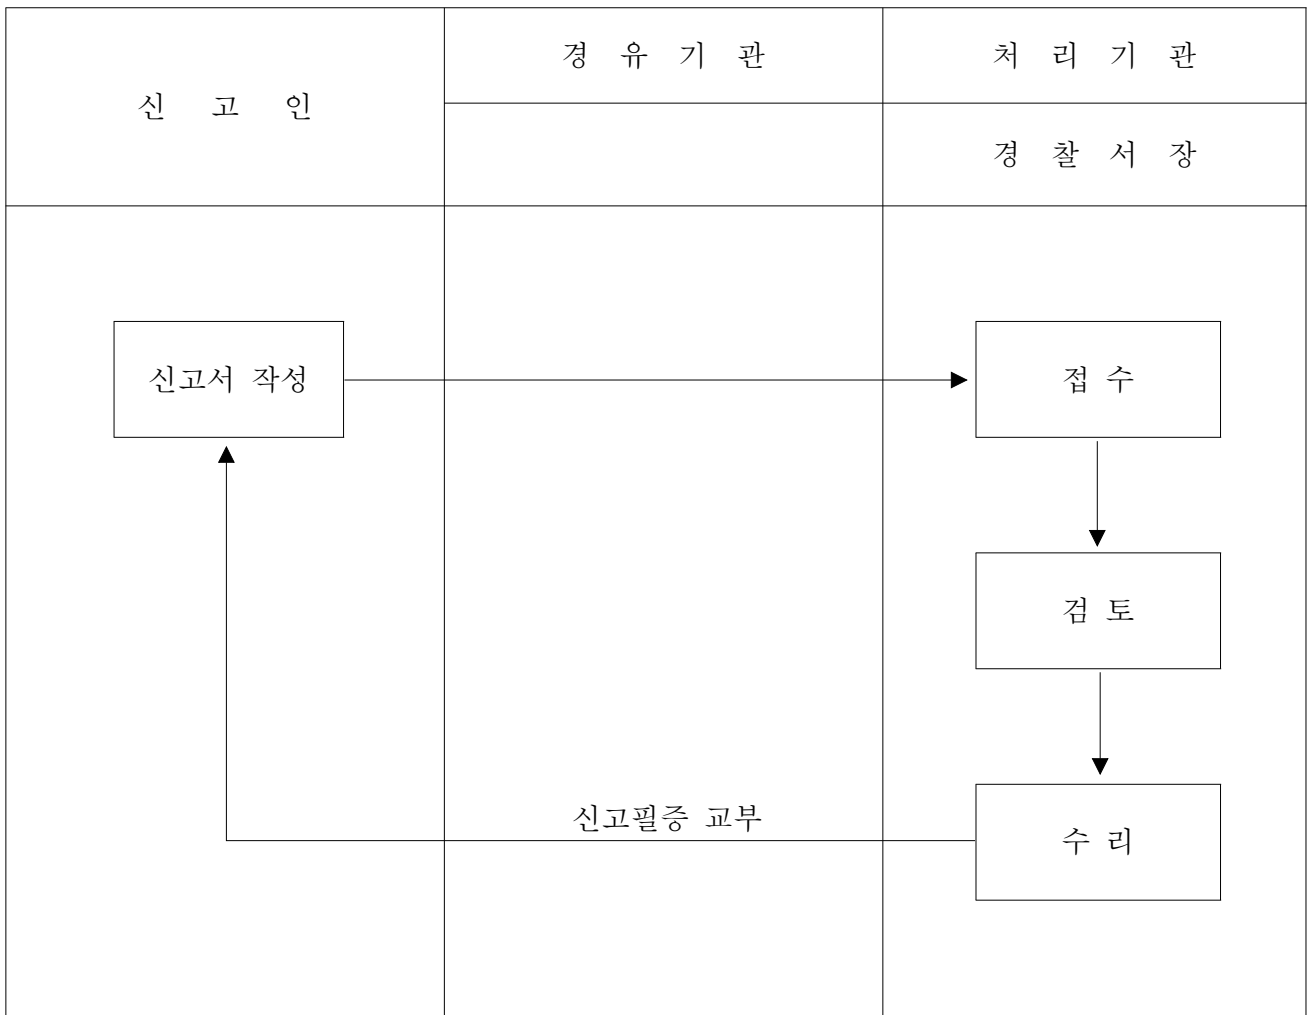 신 고 인
경 유 기 관
처 리 기 관
경 찰 서 장
신고서 작성
접 수
검 토
신고필증 교부
수 리